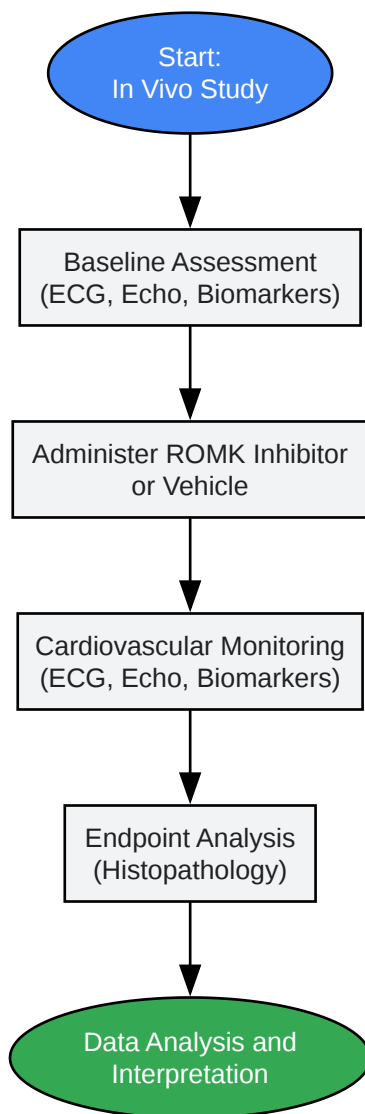 Start:
In Vivo Study
Baseline Assessment
(ECG, Echo, Biomarkers)
Administer ROMK Inhibitor
or Vehicle
Cardiovascular Monitoring
(ECG, Echo, Biomarkers)
Endpoint Analysis
(Histopathology)
Data Analysis and
Interpretation